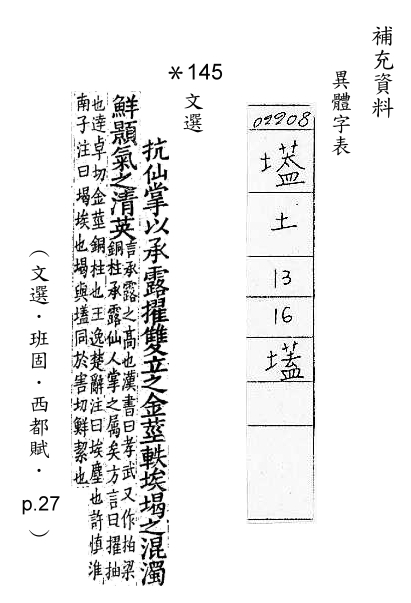 補充資料
異體字表
02908
壒
土
13
16
壒
＊145
文選
抗仙掌以承露擢雙立之金莖軼埃堨之混濁
鮮顥氣之清英
言承露之高也漢書曰孝武又作柏梁
銅柱承露仙人掌之屬矣方言曰擢抽
也達卓切金莖銅柱也王逸楚辭注曰埃塵也許慎淮
南子注曰堨埃也堨與壒同於害切鮮絜也
（文選・班固・西都賦・p.27）